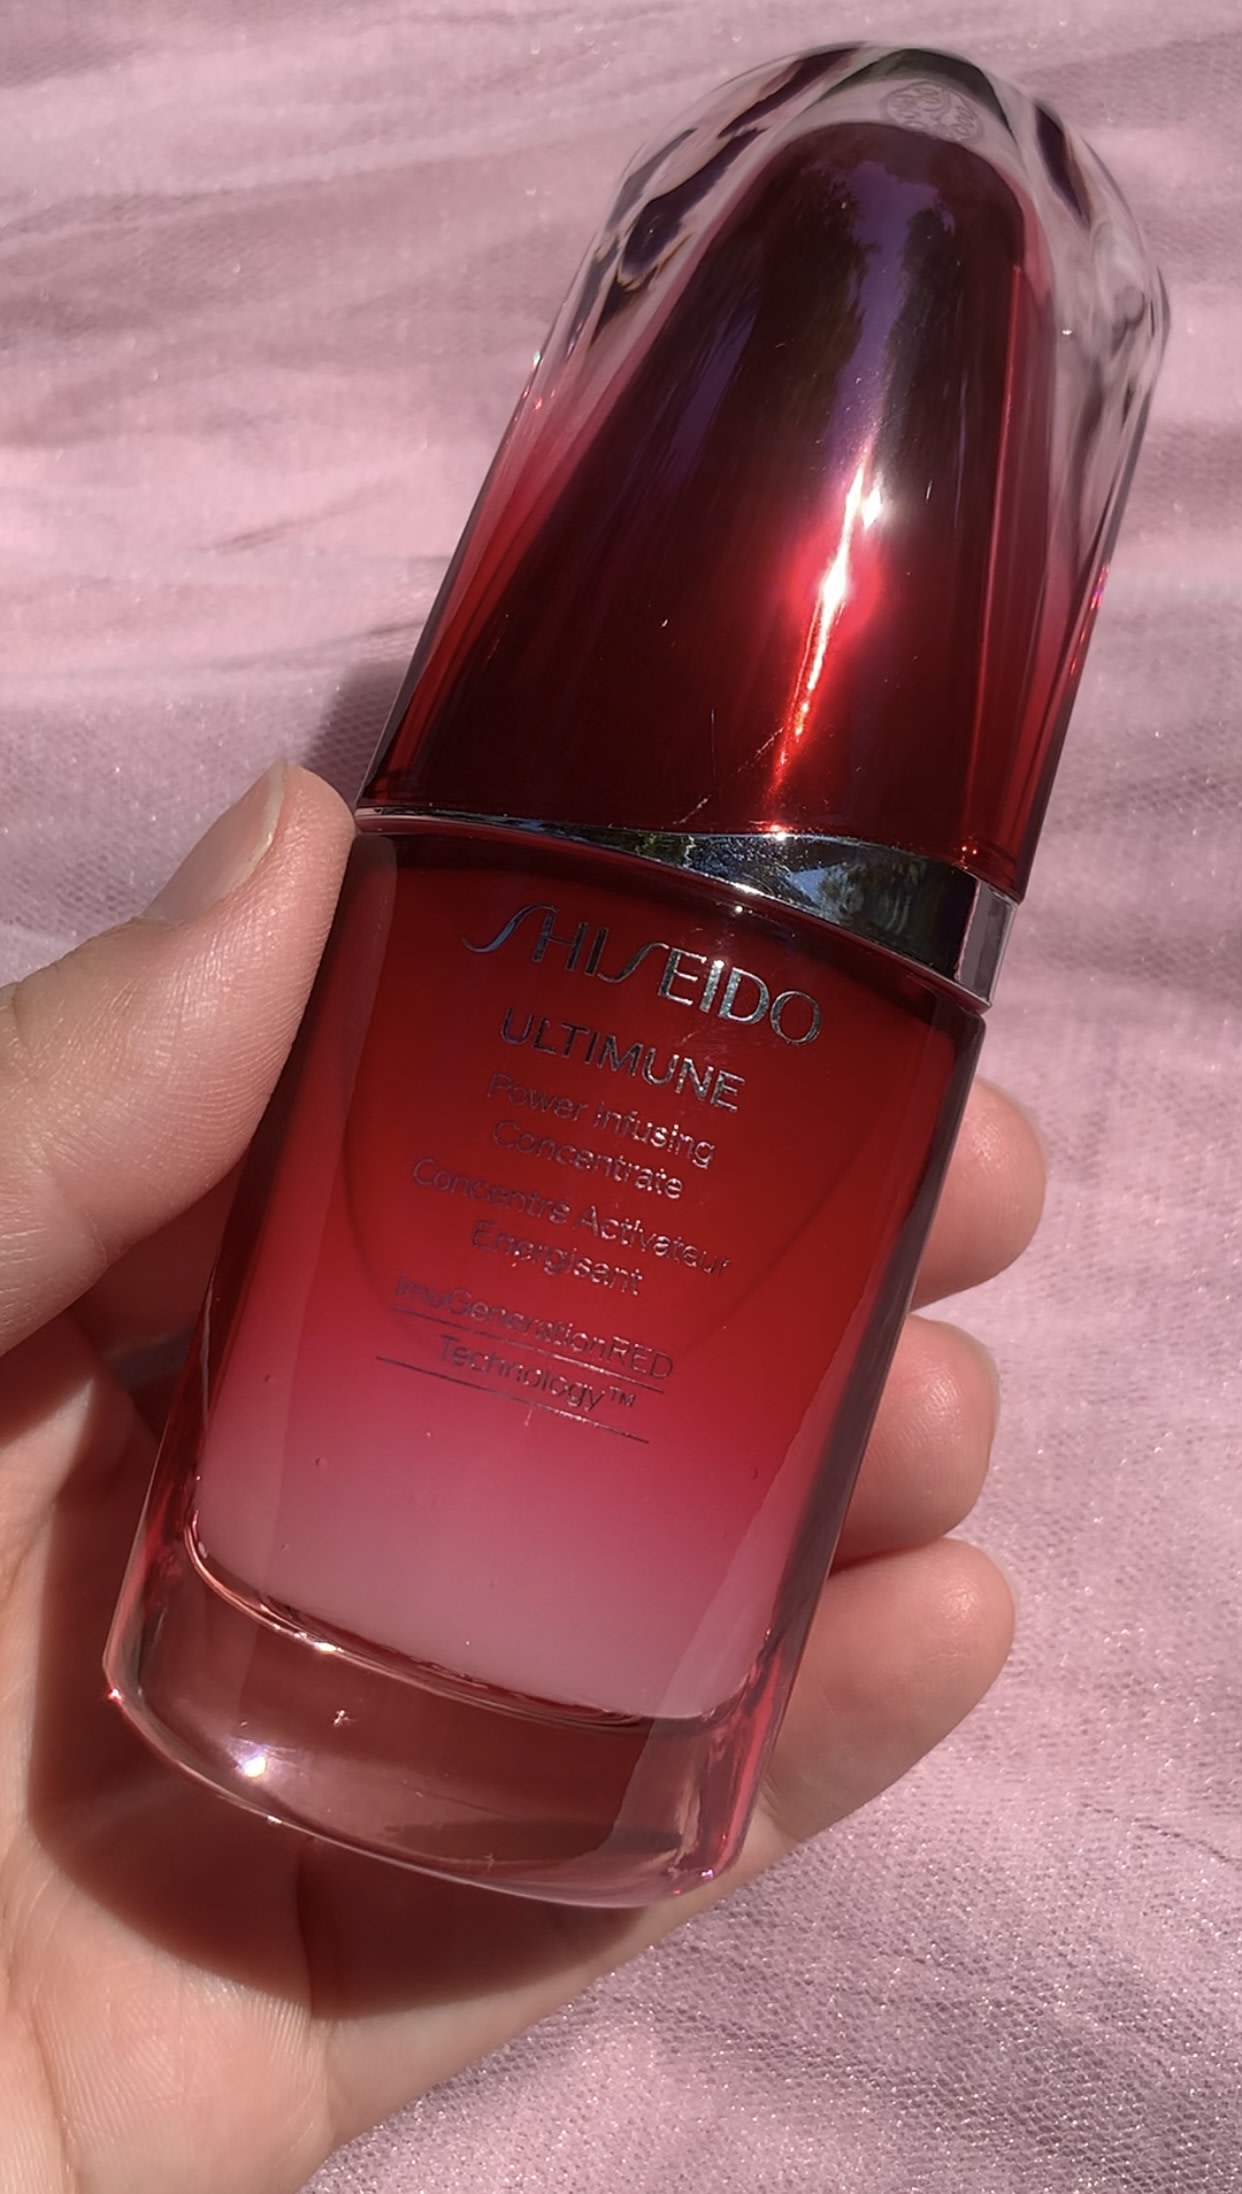 SHISEIDO
ULTIMUNE
Power Infusing
Concentrate
Concentré Activateur
Energisant
ImuGenerationRED
Technology™